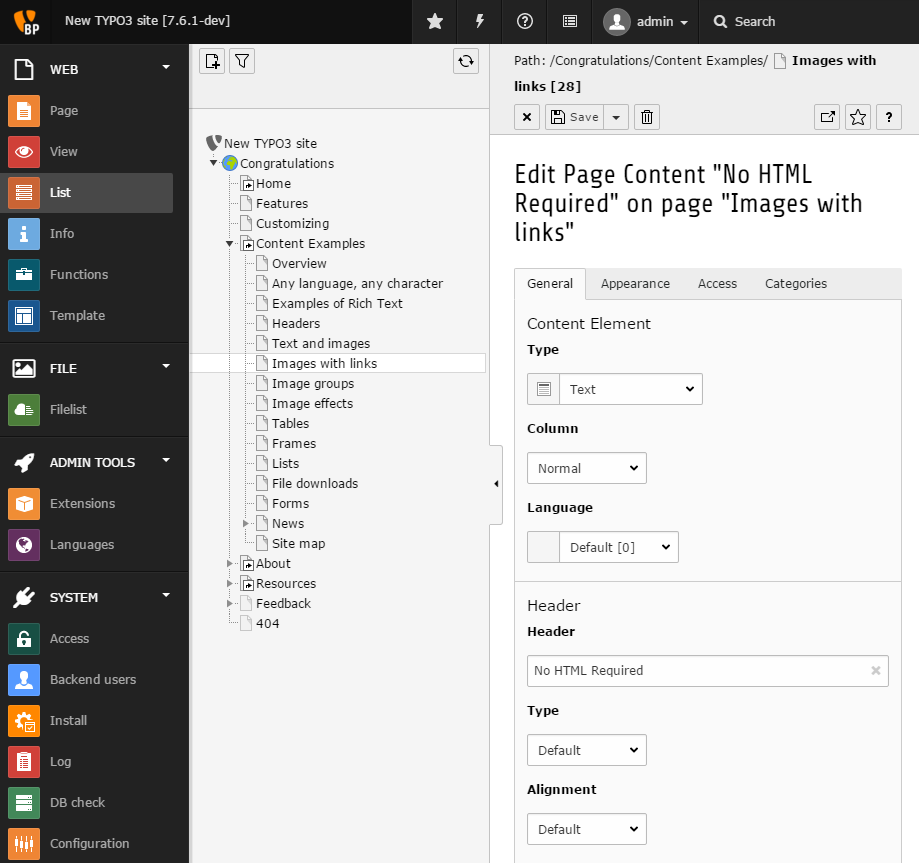 BP
New TYPO3 site [7.6.1-dev]
admin
Search
WEB
Page
View
List
Info
Functions
Template
FILE
Filelist
ADMIN TOOLS
Extensions
Languages
SYSTEM
Access
Backend users
Install
Log
DB check
Configuration
New TYPO3 site
Congratulations
Home
Features
Customizing
Content Examples
Overview
Any language, any character
Examples of Rich Text
Headers
Text and images
Images with links
Image groups
Image effects
Tables
Frames
Lists
File downloads
Forms
News
Site map
About
Resources
Feedback
404
Path: /Congratulations/Content Examples/ Images with
links [28]
Save
Edit Page Content "No HTML
Required" on page "Images with
links"
General Appearance Access Categories
Content Element
Type
Text
Column
Normal
Language
Default [0]
Header
Header
No HTML Required
Type
Default
Alignment
Default